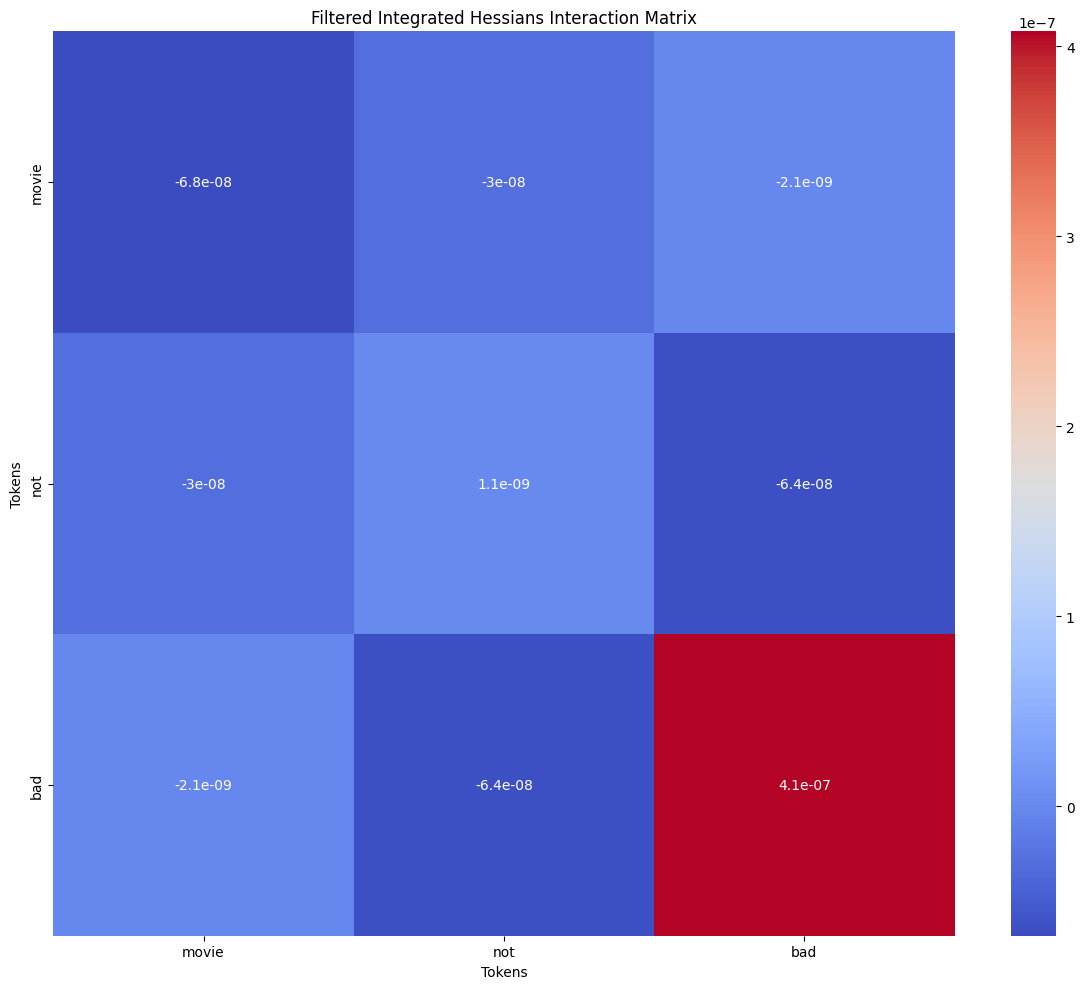 Filtered Integrated Hessians Interaction Matrix
1e−7
movie
-6.8e-08
-3e-08
-2.1e-09
4
3
Tokens
not
-3e-08
1.1e-09
-6.4e-08
2
1
bad
-2.1e-09
-6.4e-08
4.1e-07
0
movie
not
bad
Tokens